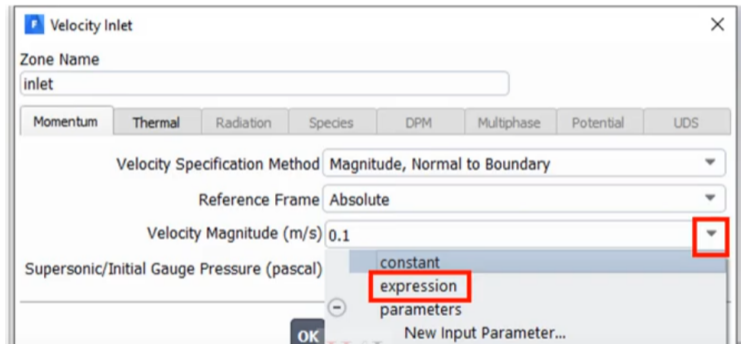 Velocity Inlet
Zone Name
inlet
Momentum Thermal Radiation Species DPM Multiphase Potential UDS
Velocity Specification Method Magnitude, Normal to Boundary
Reference Frame Absolute
Velocity Magnitude (m/s) 0.1
Supersonic/Initial Gauge Pressure (pascal) constant
expression
parameters
OK New Input Parameter...